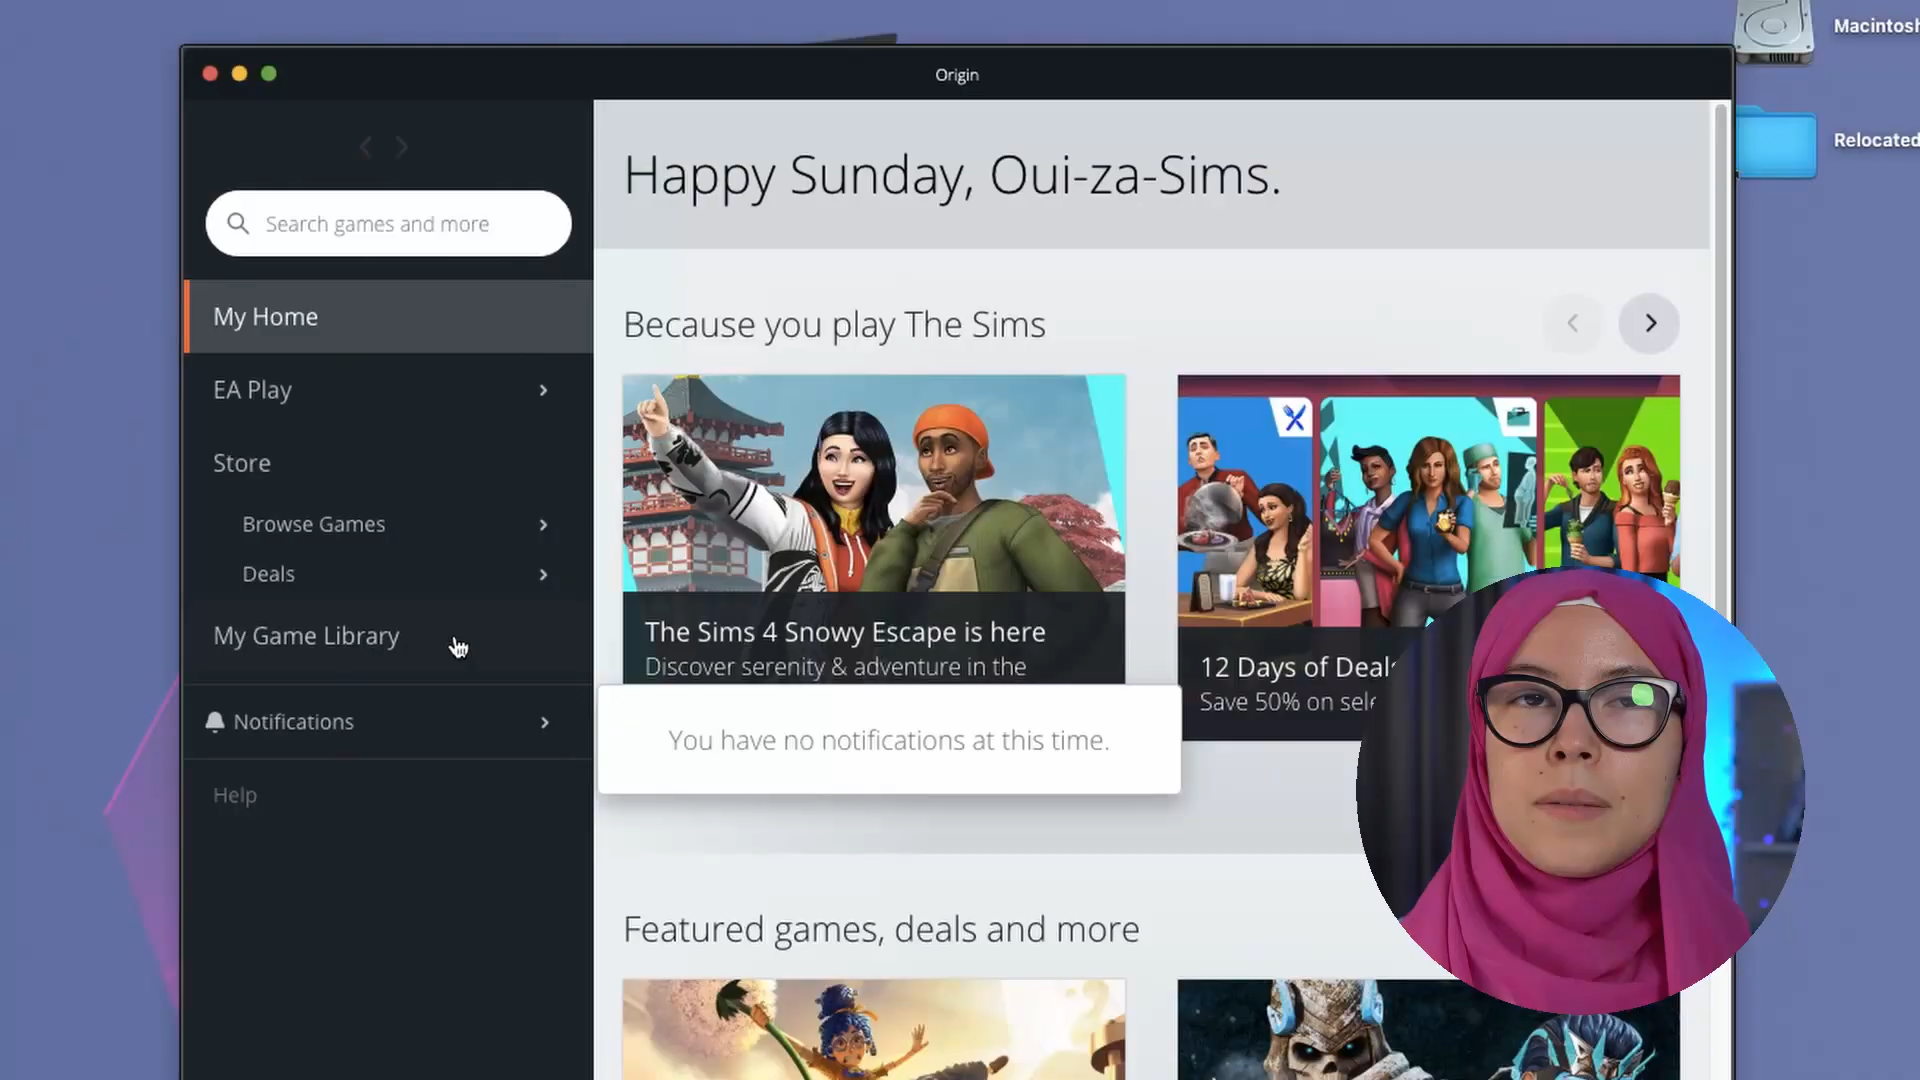 Macintosh
Origin
Relocated
Search games and more
Happy Sunday, Oui-za-Sims.
My Home
Because you play The Sims
EA Play
Store
Browse Games
Deals
My Game Library
The Sims 4 Snowy Escape is here
Discover serenity & adventure in the
12 Days of Deals
Save 50% on sele
Notifications
You have no notifications at this time.
Help
Featured games, deals and more